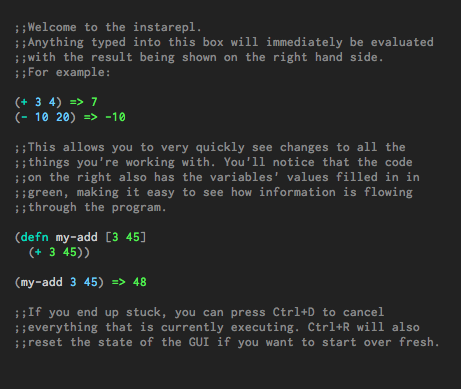 ;;Welcome to the instarepl.
;;Anything typed into this box will immediately be evaluated
;;with the result being shown on the right hand side.
;;For example:
(+ 3 4) => 7
(- 10 20) => -10
;;This allows you to very quickly see changes to all the
;;things you're working with. You'll notice that the code
;;on the right also has the variables' values filled in in
;;green, making it easy to see how information is flowing
;;through the program.
(defn my-add [3 45]
  (+ 3 45))
(my-add 3 45) => 48
;;If you end up stuck, you can press Ctrl+D to cancel
;;everything that is currently executing. Ctrl+R will also
;;reset the state of the GUI if you want to start over fresh.